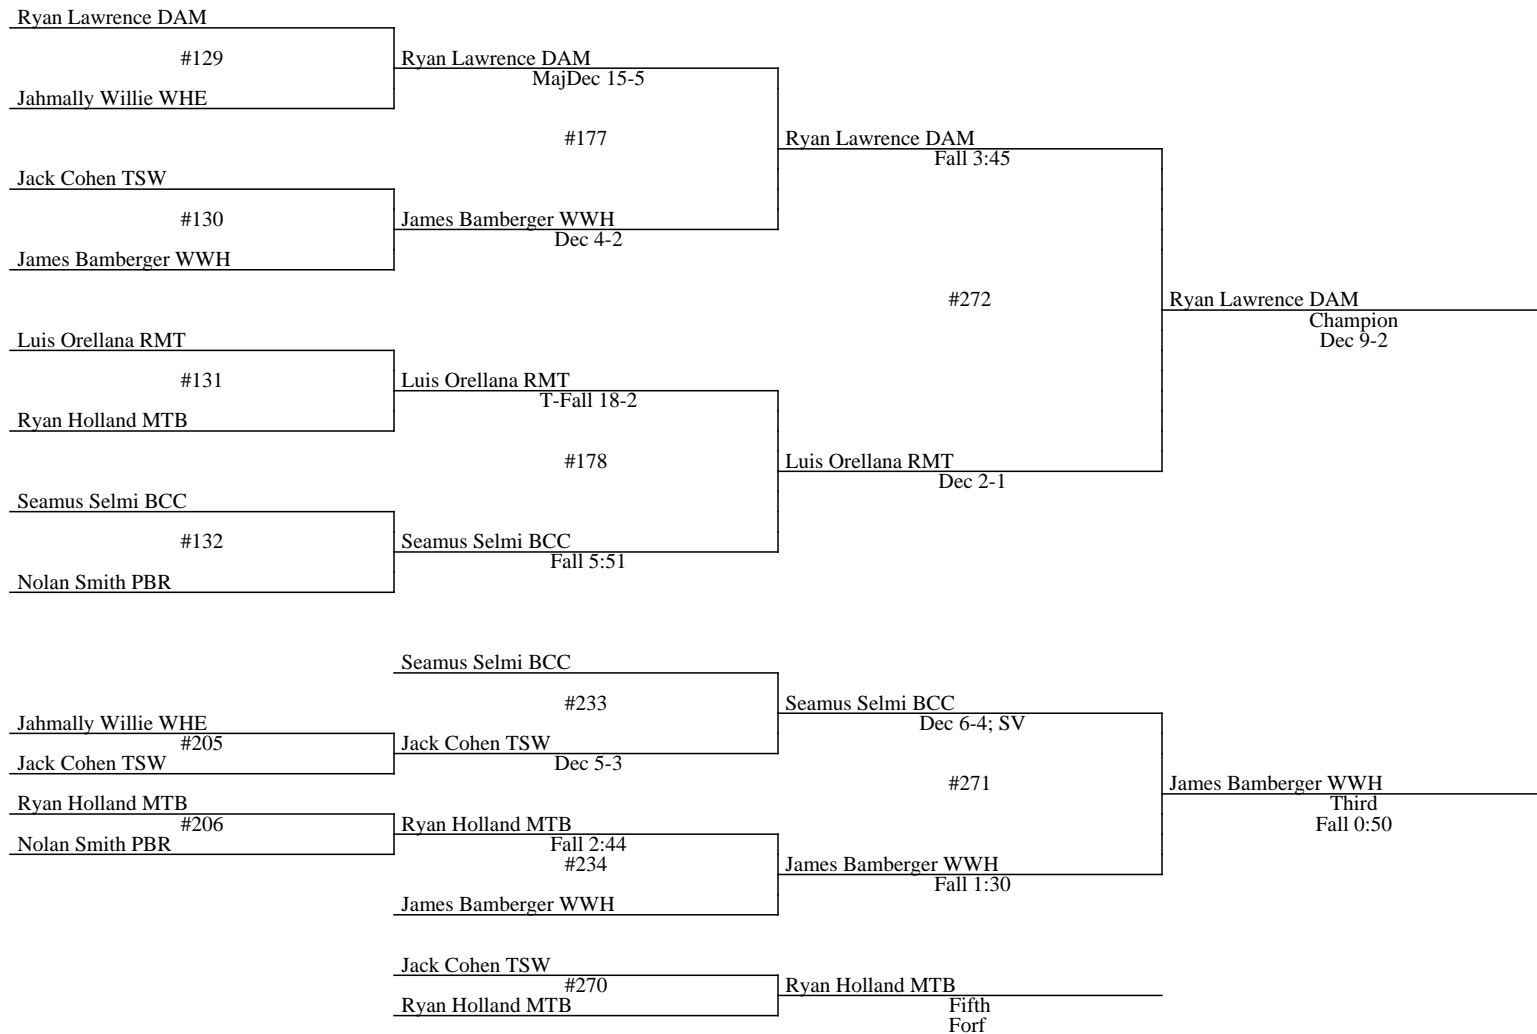 Ryan Lawrence DAM
#129
Ryan Lawrence DAM
MajDec 15-5
Jahmally Willie WHE
#177
Ryan Lawrence DAM
Fall 3:45
Jack Cohen TSW
#130
James Bamberger WWH
Dec 4-2
James Bamberger WWH
#272
Ryan Lawrence DAM
Champion
Dec 9-2
Luis Orellana RMT
#131
Luis Orellana RMT
T-Fall 18-2
Ryan Holland MTB
#178
Luis Orellana RMT
Dec 2-1
Seamus Selmi BCC
#132
Seamus Selmi BCC
Fall 5:51
Nolan Smith PBR
Seamus Selmi BCC
#233
Seamus Selmi BCC
Dec 6-4; SV
Jahmally Willie WHE
#205
Jack Cohen TSW
Dec 5-3
Jack Cohen TSW
#271
James Bamberger WWH
Third
Fall 0:50
Ryan Holland MTB
#206
Ryan Holland MTB
Fall 2:44
Nolan Smith PBR
#234
James Bamberger WWH
Fall 1:30
James Bamberger WWH
Jack Cohen TSW
#270
Ryan Holland MTB
Fifth
Forf
Ryan Holland MTB